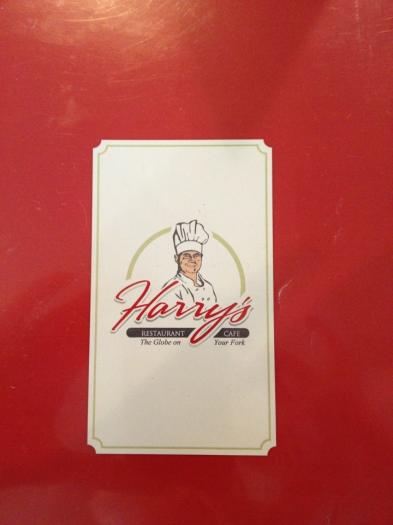 Harry's
RESTAURANT CAFE
The Globe on Your Fork